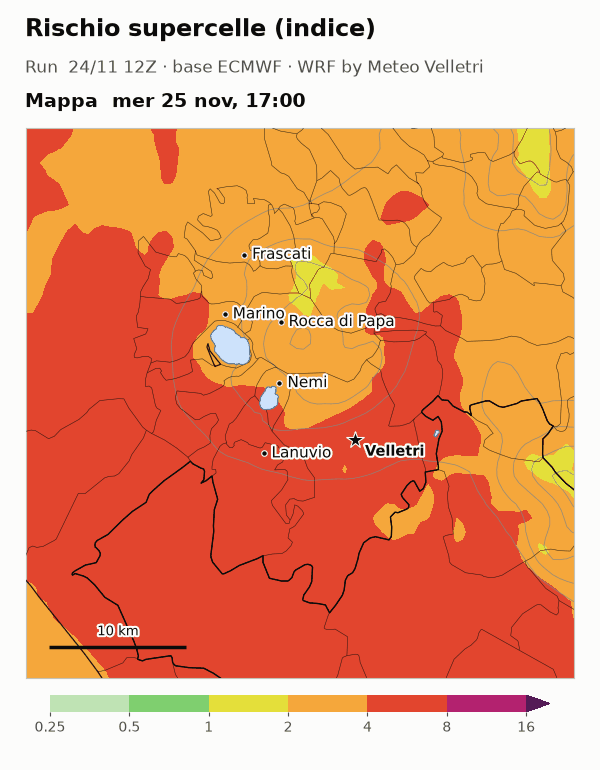 Rischio supercelle (indice)
Run 24/11 12Z · base ECMWF · WRF by Meteo Velletri
Mappa mer 25 nov, 17:00
Frascati
Marino
Rocca di Papa
Nemi
Velletri
Lanuvio
10 km
0.25 0.5 1 2 4 8 16